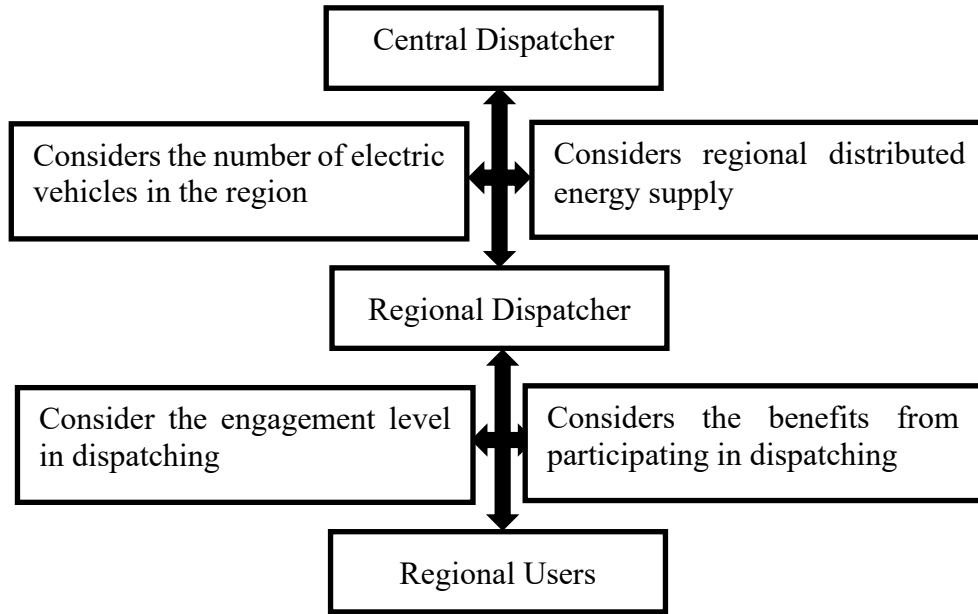 Central Dispatcher
Considers the number of electric
vehicles in the region
Considers regional distributed
energy supply
Regional Dispatcher
Consider the engagement level
in dispatching
Considers the benefits from
participating in dispatching
Regional Users